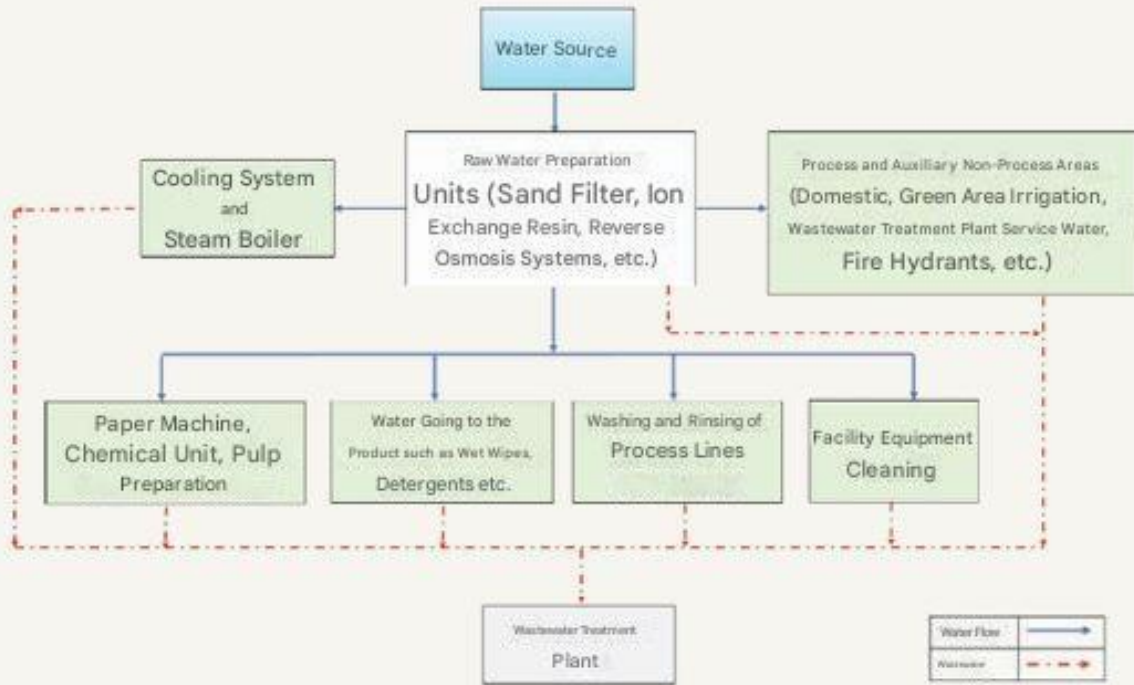 Water Source
Raw Water Preparation
Units (Sand Filter, Ion
Exchange Resin, Reverse
Osmosis Systems, etc.)
Cooling System
and
Steam Boiler
Process and Auxiliary Non-Process Areas
(Domestic, Green Area Irrigation,
Wastewater Treatment Plant Service Water,
Fire Hydrants, etc.)
Paper Machine,
Chemical Unit, Pulp
Preparation
Water Going to the
Product such as Wet Wipes,
Detergents etc.
Washing and Rinsing of
Process Lines
Facility Equipment
Cleaning
Wastewater Treatment
Plant
Water Flow
Wastewater